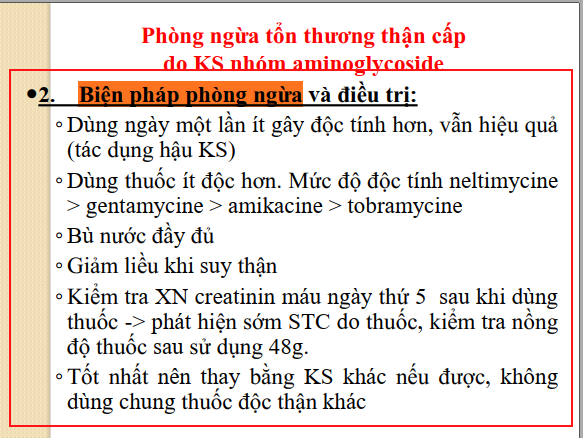 Phòng ngừa tổn thương thận cấp
do KS nhóm aminoglycoside
•2. Biện pháp phòng ngừa và điều trị:
◦Dùng ngày một lần ít gây độc tính hơn, vẫn hiệu quả
(tác dụng hậu KS)
◦Dùng thuốc ít độc hơn. Mức độ độc tính neltimycine
> gentamycine > amikacine > tobramycine
◦Bù nước đầy đủ
◦Giảm liều khi suy thận
◦Kiểm tra XN creatinin máu ngày thứ 5 sau khi dùng
thuốc -> phát hiện sớm STC do thuốc, kiểm tra nồng
độ thuốc sau sử dụng 48g.
◦Tốt nhất nên thay bằng KS khác nếu được, không
dùng chung thuốc độc thận khác